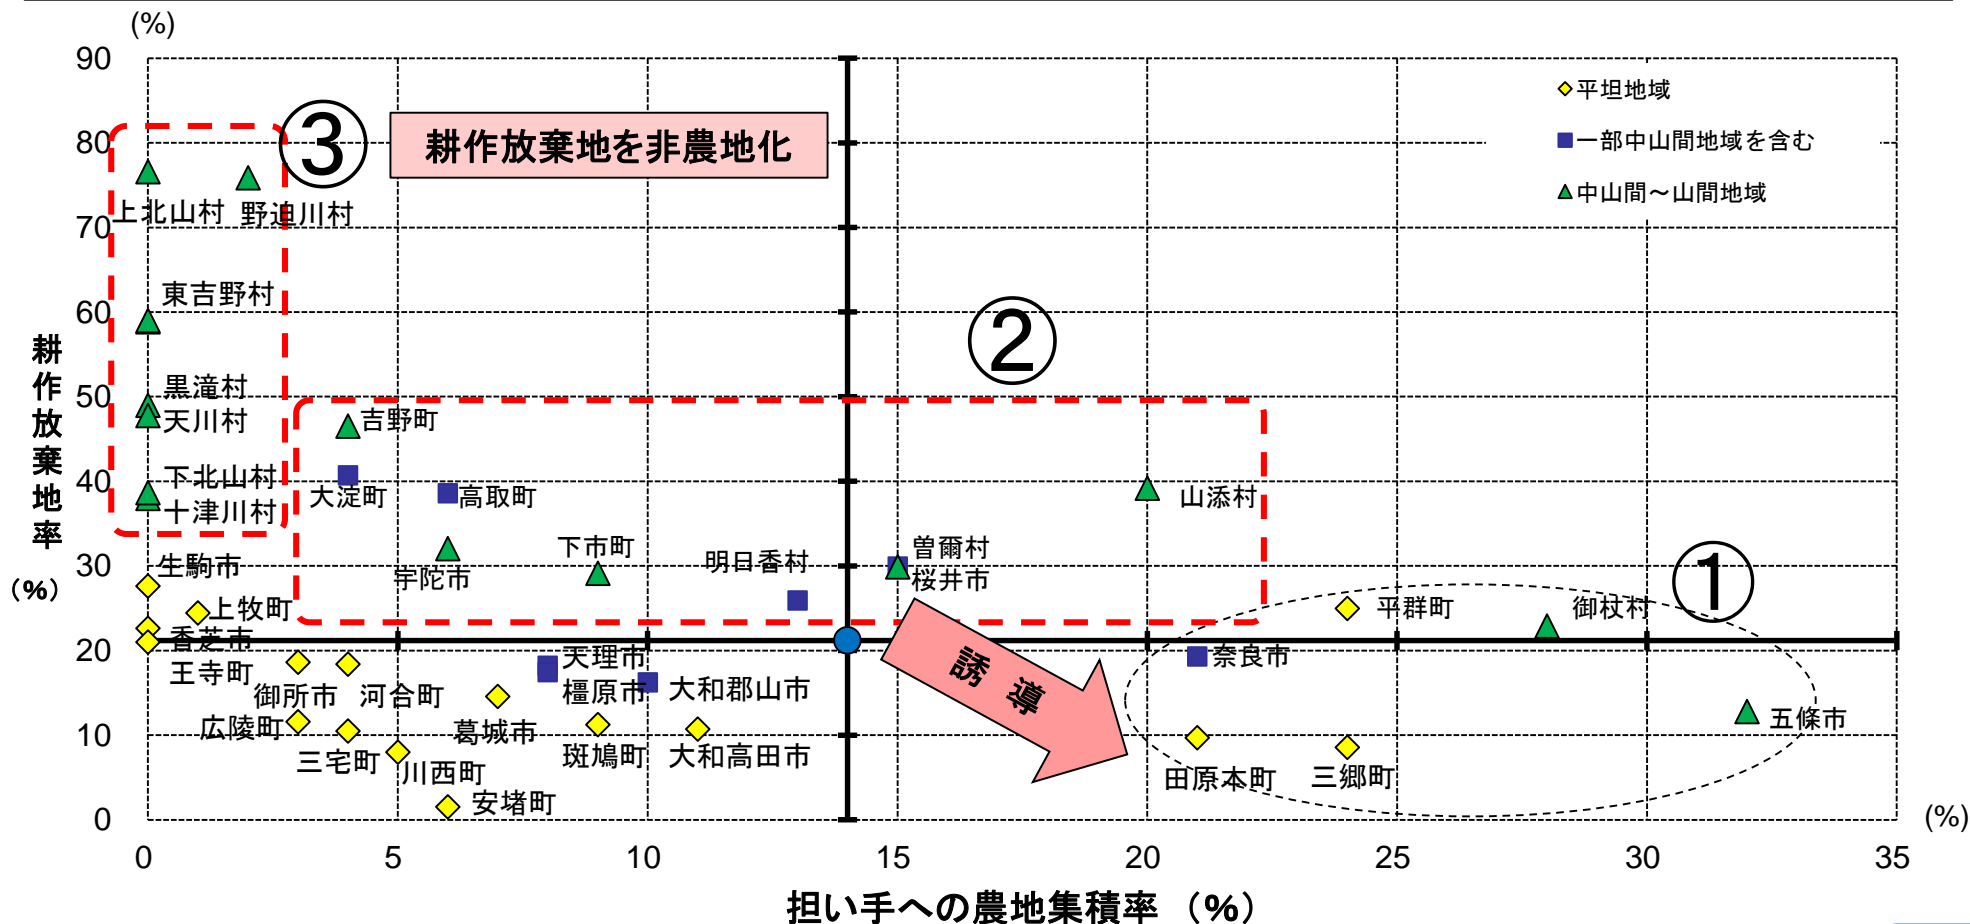 (%)
90
80
70
60
50
40
30
20
10
0
耕作放棄地率
（%）
③
耕作放棄地を非農地化
平坦地域
一部中山間地域を含む
中山間～山間地域
上北山村
野迫川村
東吉野村
黒滝村
天川村
下北山村
十津川村
②
吉野町
大淀町
高取町
山添村
宇陀市
下市町
明日香村
曽爾村
桜井市
①
生駒市
上牧町
香芝市
王寺町
平群町
御杖村
奈良市
五條市
田原本町
三郷町
誘 導
御所市
河合町
天理市
橿原市
大和郡山市
広陵町
三宅町
川西町
葛城市
斑鳩町
大和高田市
安堵町
0
5
10
15
20
25
30
35
(%)
担い手への農地集積率 （%）